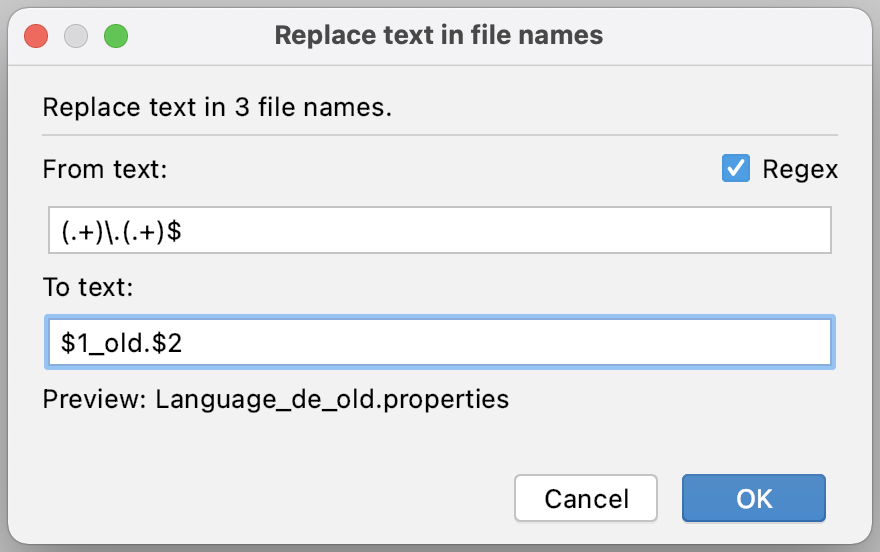 Replace text in file names
Replace text in 3 file names.
From text:
Regex
(.+)\.(.+)$
To text:
$1_old.$2
Preview: Language_de_old.properties
Cancel
OK